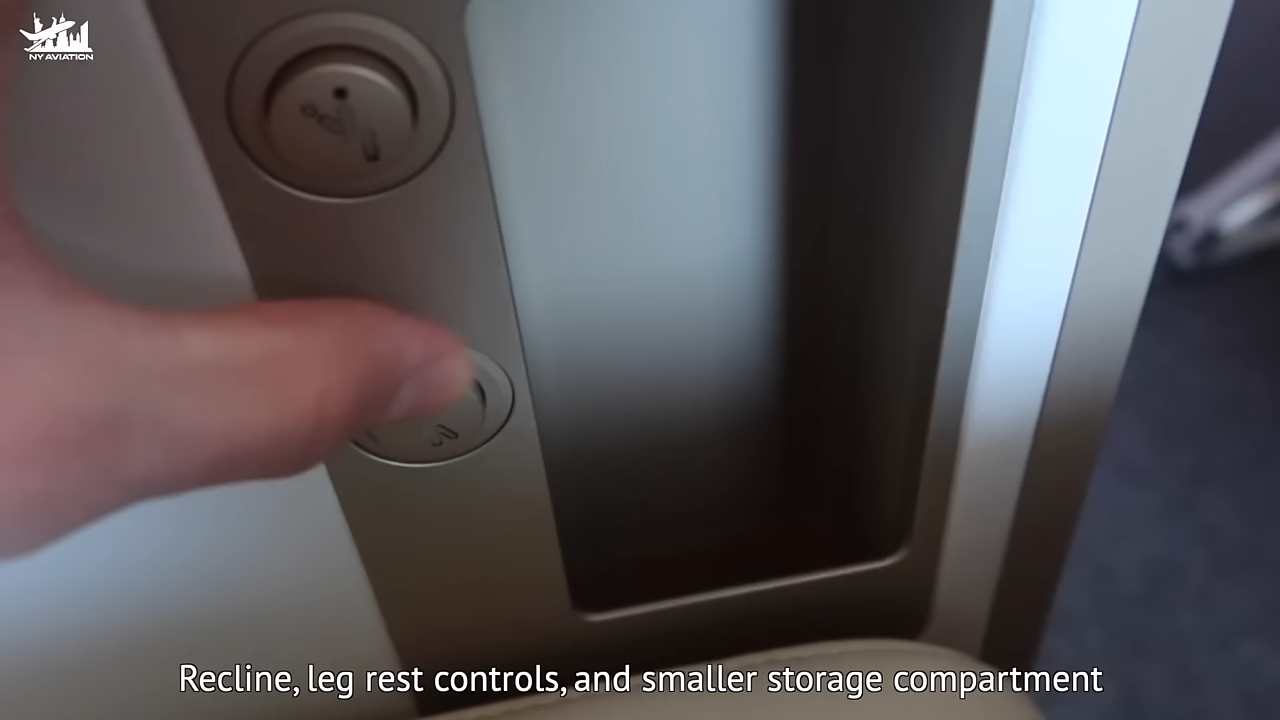 NY AVIATION
Recline, leg rest controls, and smaller storage compartment